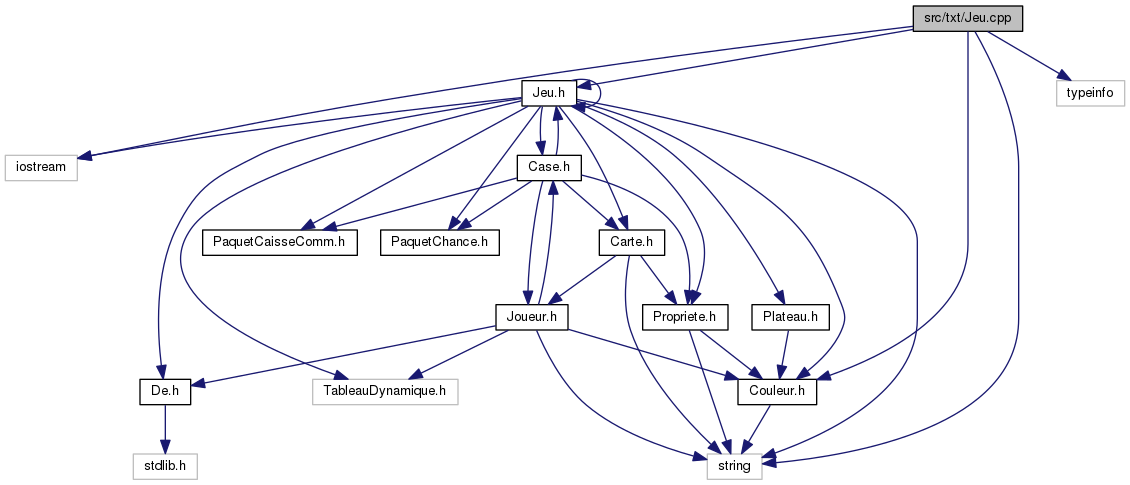 src/txt/Jeu.cpp
Jeu.h
typeinfo
iostream
Case.h
PaquetCaisseComm.h
PaquetChance.h
Carte.h
Joueur.h
Propriete.h
Plateau.h
De.h
TableauDynamique.h
Couleur.h
stdlib.h
string